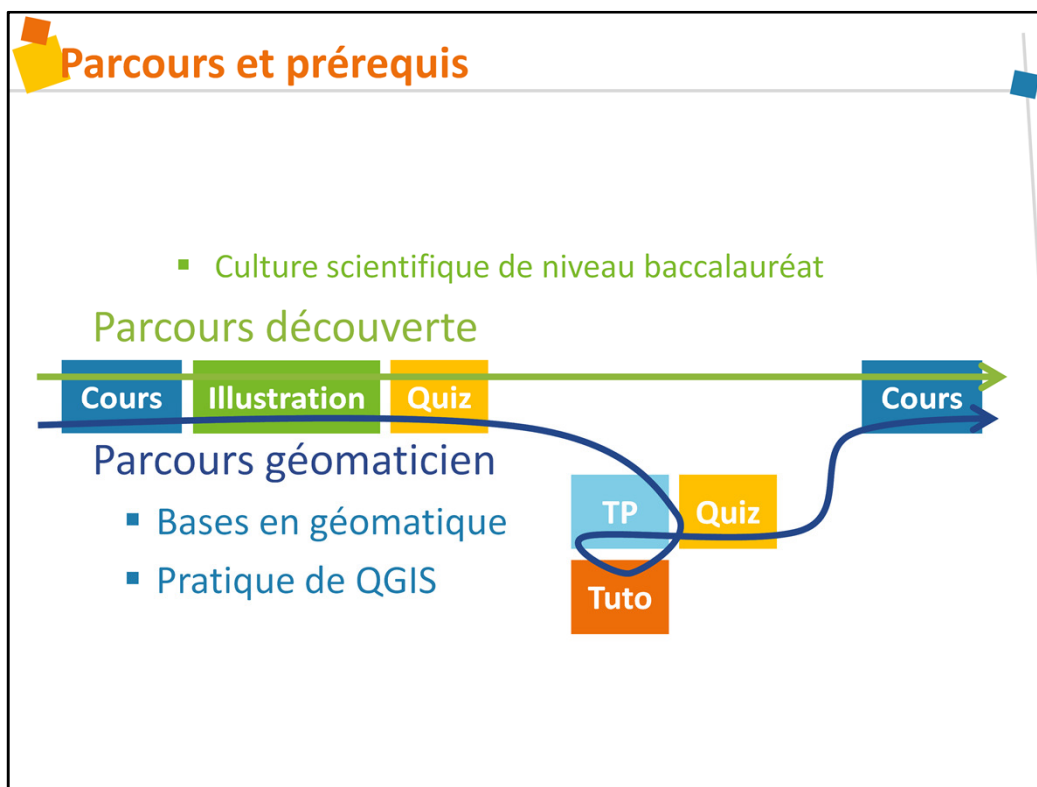 Parcours et prérequis
▪ Culture scientifique de niveau baccalauréat
Parcours découverte
Cours Illustration Quiz Cours
Parcours géomaticien
▪ Bases en géomatique
TP Quiz
▪ Pratique de QGIS
Tuto